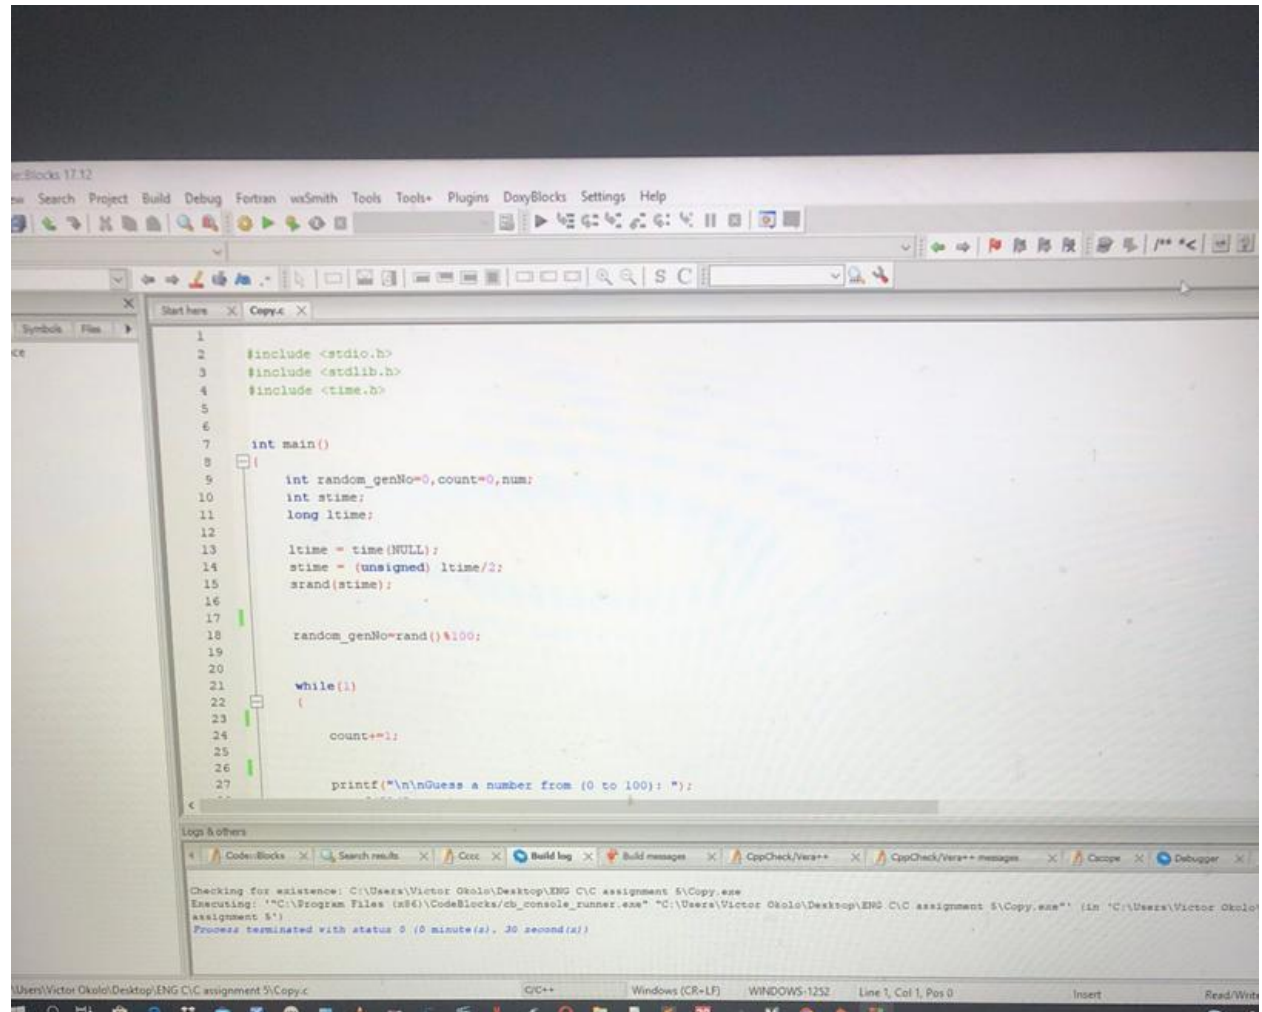 Blocks 17.12
Search Project Build Debug Fortran wxSmith Tools Tools+ Plugins DoxyBlocks Settings Help
/** *<
S C
Start here Copy.c
Symbols Files
1
2 #include <stdio.h>
3 #include <stdlib.h>
4 #include <time.h>
5
6
7 int main()
8 {
9 int random_genNo=0,count=0,num;
10 int stime;
11 long ltime;
12
13 ltime = time(NULL);
14 stime = (unsigned) ltime/2;
15 srand(stime);
16
17
18 random_genNo=rand()%100;
19
20
21 while(1)
22 {
23
24 count+=1;
25
26
27 printf("\n\nGuess a number from (0 to 100): ");
Logs & others
Code::Blocks Search results Cccc Build log Build messages CppCheck/Vera++ CppCheck/Vera++ messages Cscope Debugger
Checking for existence: C:\Users\Victor Okolo\Desktop\ENG C\C assignment 5\Copy.exe
Executing: '"C:\Program Files (x86)\CodeBlocks/cb_console_runner.exe" "C:\Users\Victor Okolo\Desktop\ENG C\C assignment 5\Copy.exe"' (in 'C:\Users\Victor Okolo
assignment 5')
Process terminated with status 0 (0 minute(s), 30 second(s))
\Users\Victor Okolo\Desktop\ENG C\C assignment 5\Copy.c C/C++ Windows (CR+LF) WINDOWS-1252 Line 1, Col 1, Pos 0 Insert Read/Write